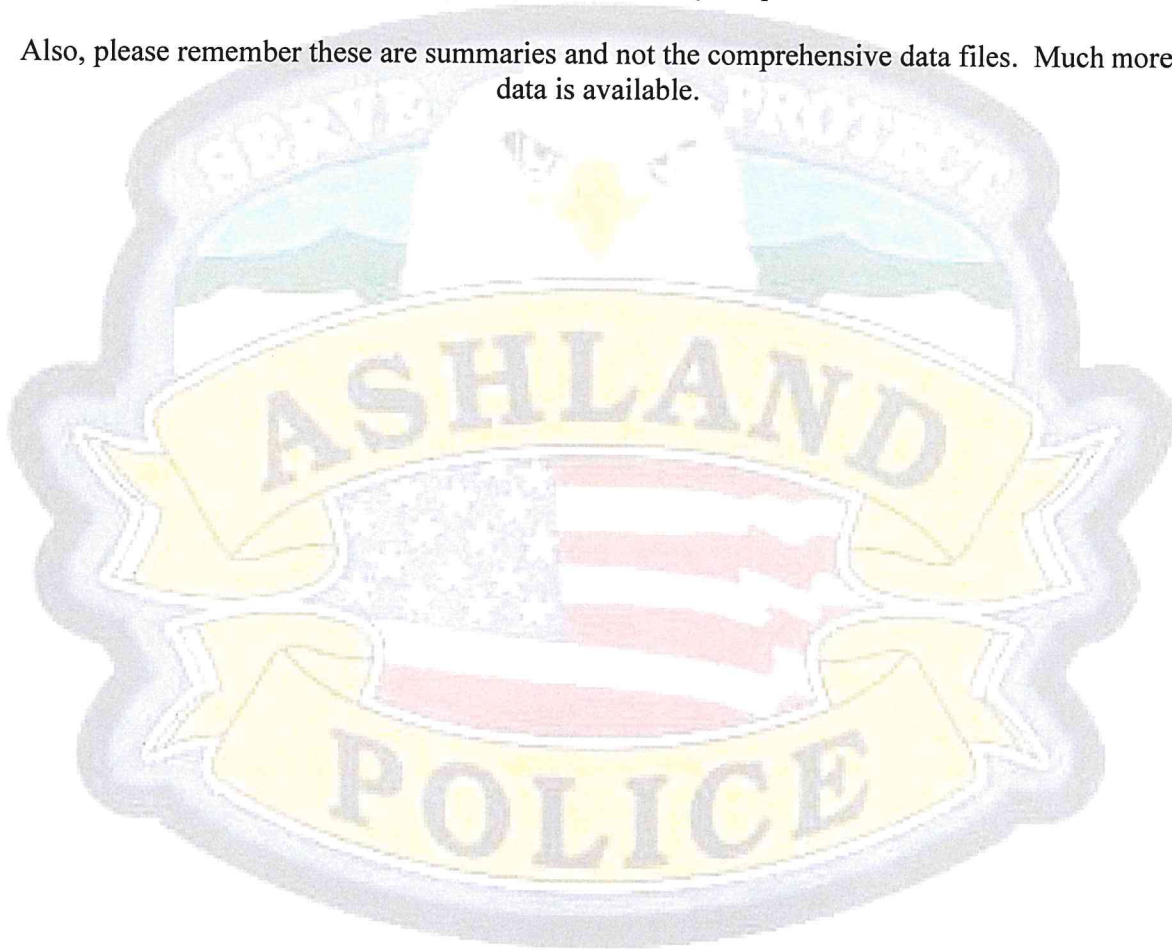 Also, please remember these are summaries and not the comprehensive data files.  Much more
data is available.
SERVE PROTECT
ASHLAND
POLICE